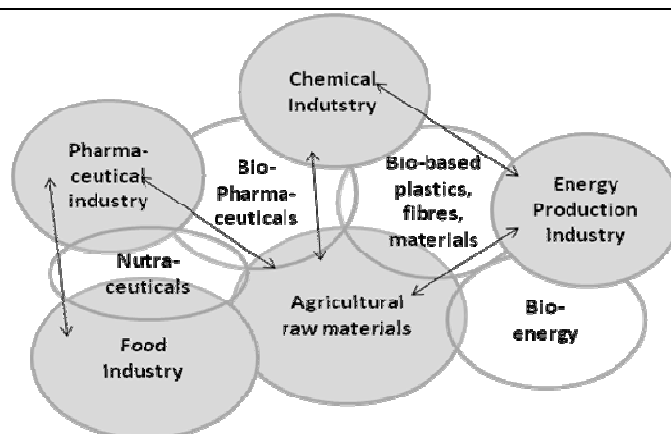 Chemical
Indutstry
Pharma-
ceutical
industry
Bio-
Pharma-
ceuticals
Bio-based
plastics,
fibres,
materials
Energy
Production
Industry
Nutra-
ceuticals
Agricultural
raw materials
Bio-
energy
Food
industry